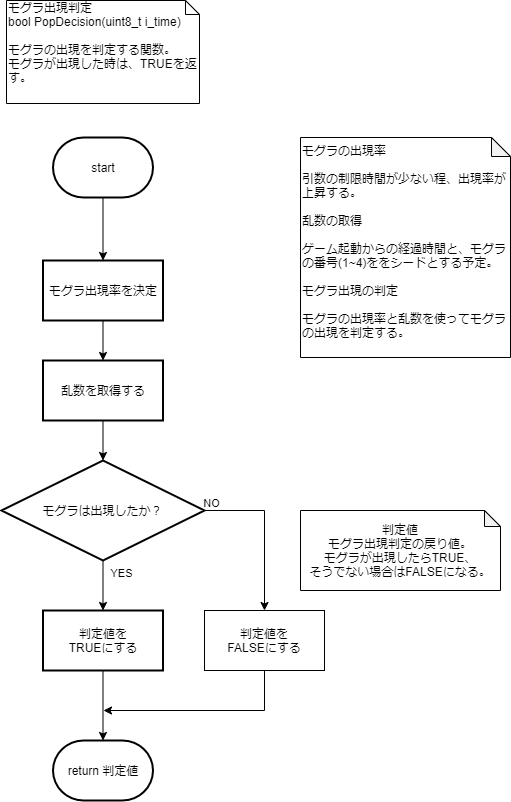 モグラ出現判定
bool PopDecision(uint8_t i_time)
モグラの出現を判定する関数。
モグラが出現した時は、TRUEを返
す。
start
モグラの出現率
引数の制限時間が少ない程、出現率が
上昇する。
乱数の取得
ゲーム起動からの経過時間と、モグラ
の番号(1~4)ををシードとする予定。
モグラ出現の判定
モグラの出現率と乱数を使ってモグラ
の出現を判定する。
モグラ出現率を決定
乱数を取得する
モグラは出現したか？
NO
YES
判定値
モグラ出現判定の戻り値。
モグラが出現したらTRUE、
そうでない場合はFALSEになる。
判定値を
TRUEにする
判定値を
FALSEにする
return 判定値